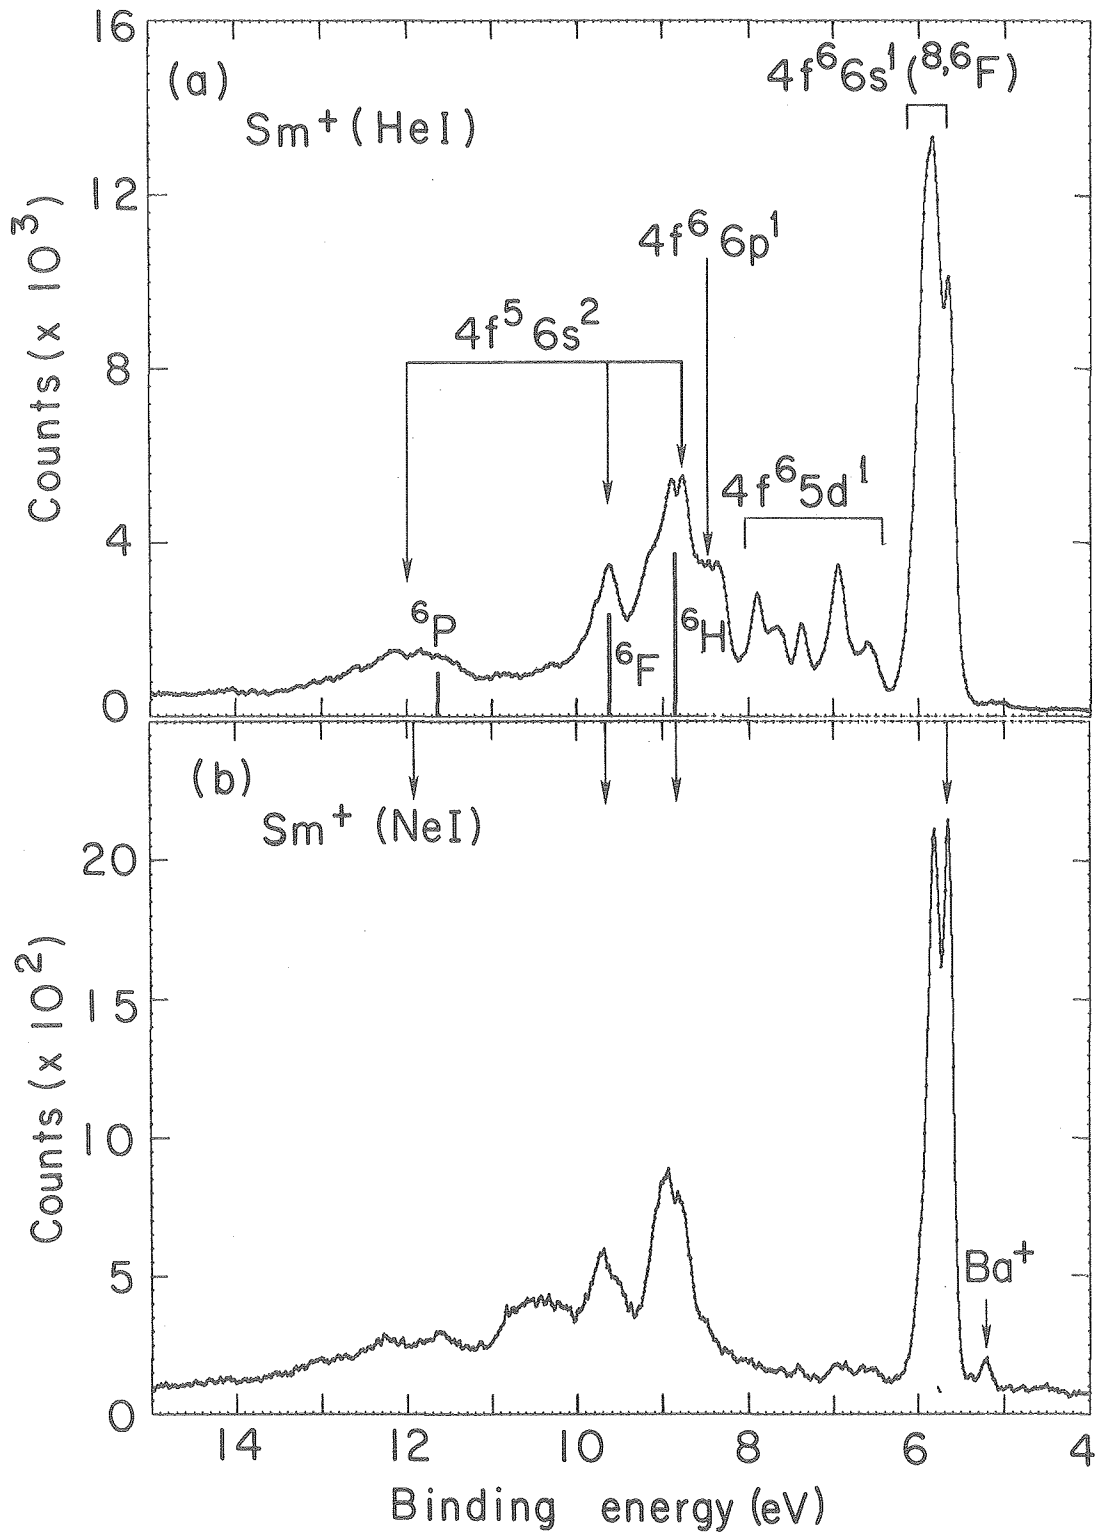 16
(a)
4f⁶6s¹(⁸,⁶F)
Sm⁺(HeI)
12
4f⁶6p¹
4f⁵6s²
8
Counts (x 10³)
4f⁶5d¹
4
⁶P
⁶F
⁶H
0
(b)
Sm⁺(NeI)
20
15
Counts (x 10²)
10
Ba⁺
5
0
14 12 10 8 6 4
Binding energy (eV)